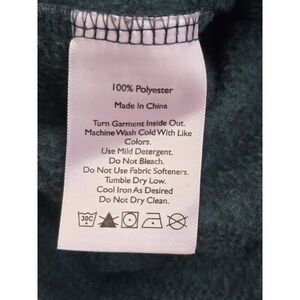 100% Polyester
Made In China
Turn Garment Inside Out.
Machine Wash Cold With Like
Colors.
Use Mild Detergent.
Do Not Bleach.
Do Not Use Fabric Softeners.
Tumble Dry Low.
Cool Iron As Desired
Do Not Dry Clean.
30C